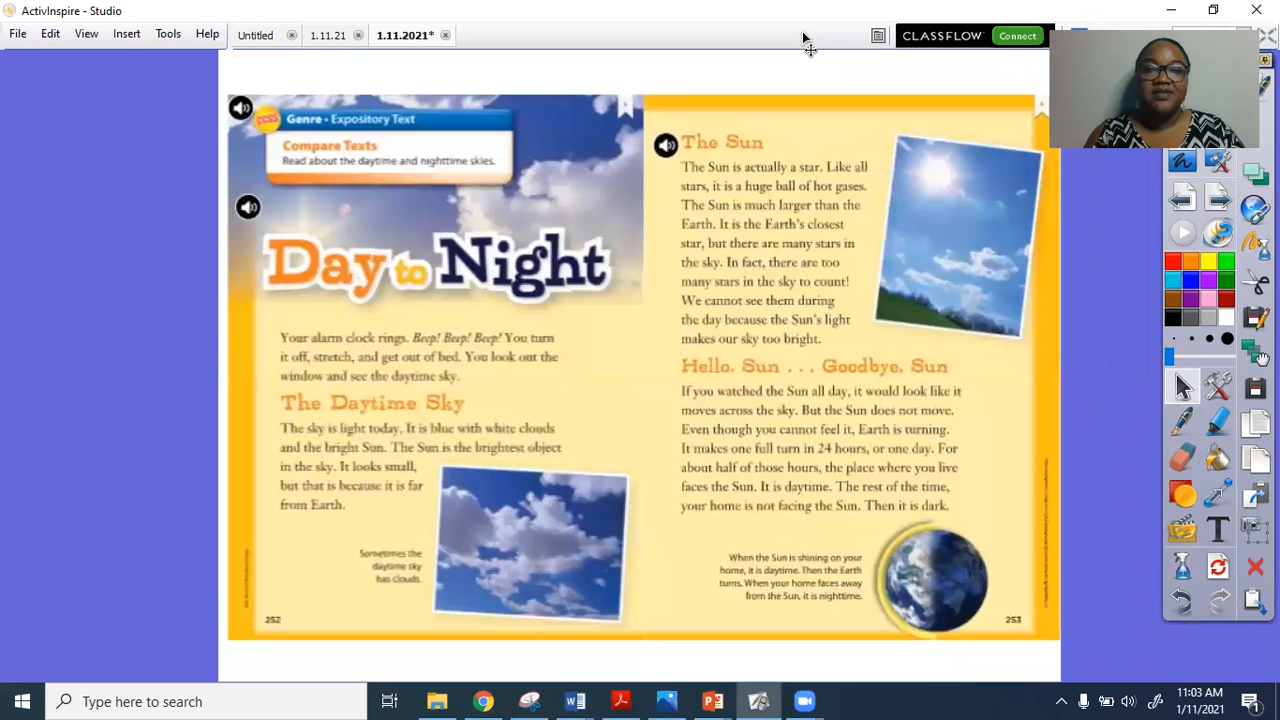 ActivInspire - Studio
File Edit View Insert Tools Help
Untitled
1.11.21
1.11.2021*
CLASSFLOW Connect
Genre • Expository Text
Compare Texts
Read about the daytime and nighttime skies.
Day to Night
Your alarm clock rings. Beep! Beep! Beep! You turn
it off, stretch, and get out of bed. You look out the
window and see the daytime sky.
The Daytime Sky
The sky is light today. It is blue with white clouds
and the bright Sun. The Sun is the brightest object
in the sky. It looks small,
but that is because it is far
from Earth.
Sometimes the
daytime sky
has clouds.
252
The Sun
The Sun is actually a star. Like all
stars, it is a huge ball of hot gases.
The Sun is much larger than the
Earth. It is the Earth's closest
star, but there are many stars in
the sky. In fact, there are too
many stars in the sky to count!
We cannot see them during
the day because the Sun's light
makes our sky too bright.
Hello, Sun . . . Goodbye, Sun
If you watched the Sun all day, it would look like it
moves across the sky. But the Sun does not move.
Even though you cannot feel it, Earth is turning.
It makes one full turn in 24 hours, or one day. For
about half of those hours, the place where you live
faces the Sun. It is daytime. The rest of the time,
your home is not facing the Sun. Then it is dark.
When the Sun is shining on your
home, it is daytime. Then the Earth
turns. When your home faces away
from the Sun, it is nighttime.
253
Type here to search
11:03 AM
1/11/2021